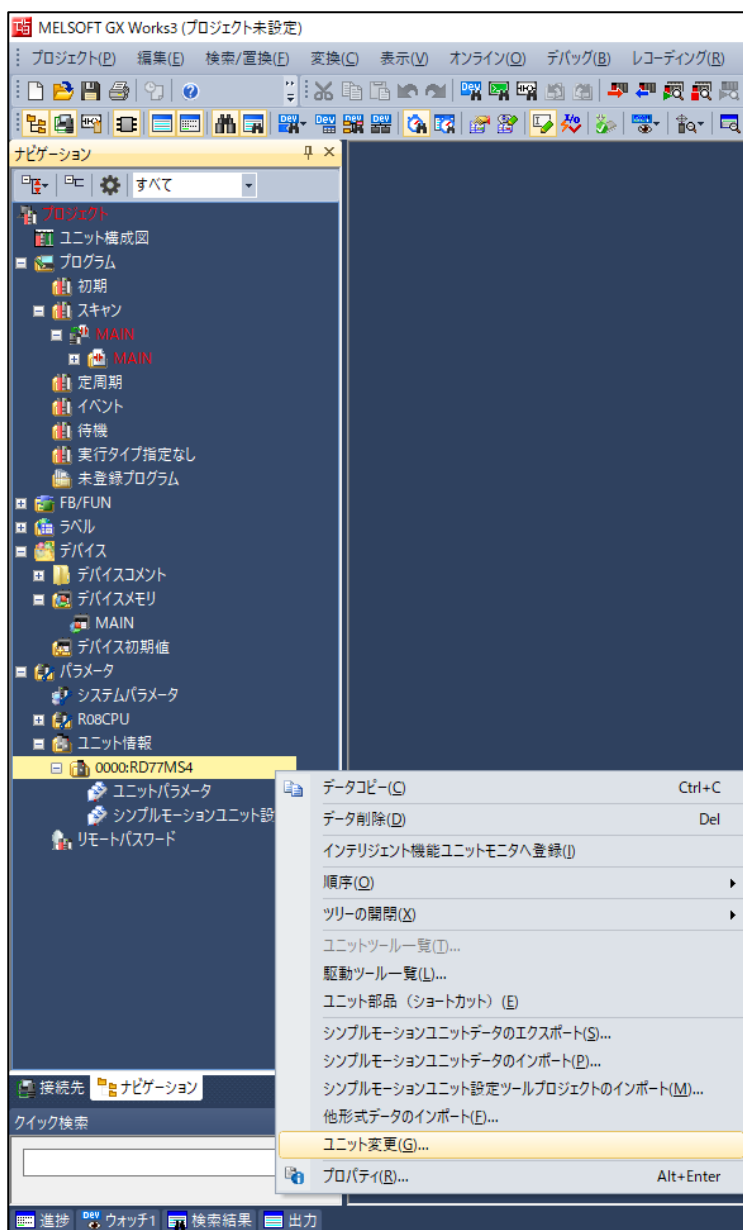 MELSOFT GX Works3 (プロジェクト未設定)
プロジェクト(P) 編集(E) 検索/置換(F) 変換(C) 表示(V) オンライン(O) デバッグ(B) レコーディング(R)
ナビゲーション
すべて
プロジェクト
ユニット構成図
プログラム
初期
スキャン
MAIN
MAIN
定周期
イベント
待機
実行タイプ指定なし
未登録プログラム
FB/FUN
ラベル
デバイス
デバイスコメント
デバイスメモリ
MAIN
デバイス初期値
パラメータ
システムパラメータ
R08CPU
ユニット情報
0000:RD77MS4
ユニットパラメータ
シンプルモーションユニット設
リモートパスワード
データコピー(C) Ctrl+C
データ削除(D) Del
インテリジェント機能ユニットモニタへ登録(I)
順序(O)
ツリーの開閉(X)
ユニットツール一覧(T)...
駆動ツール一覧(L)...
ユニット部品（ショートカット）(E)
シンプルモーションユニットデータのエクスポート(S)...
シンプルモーションユニットデータのインポート(P)...
シンプルモーションユニット設定ツールプロジェクトのインポート(M)...
他形式データのインポート(F)...
ユニット変更(G)...
プロパティ(R)... Alt+Enter
接続先 ナビゲーション
クイック検索
進捗 ウォッチ1 検索結果 出力